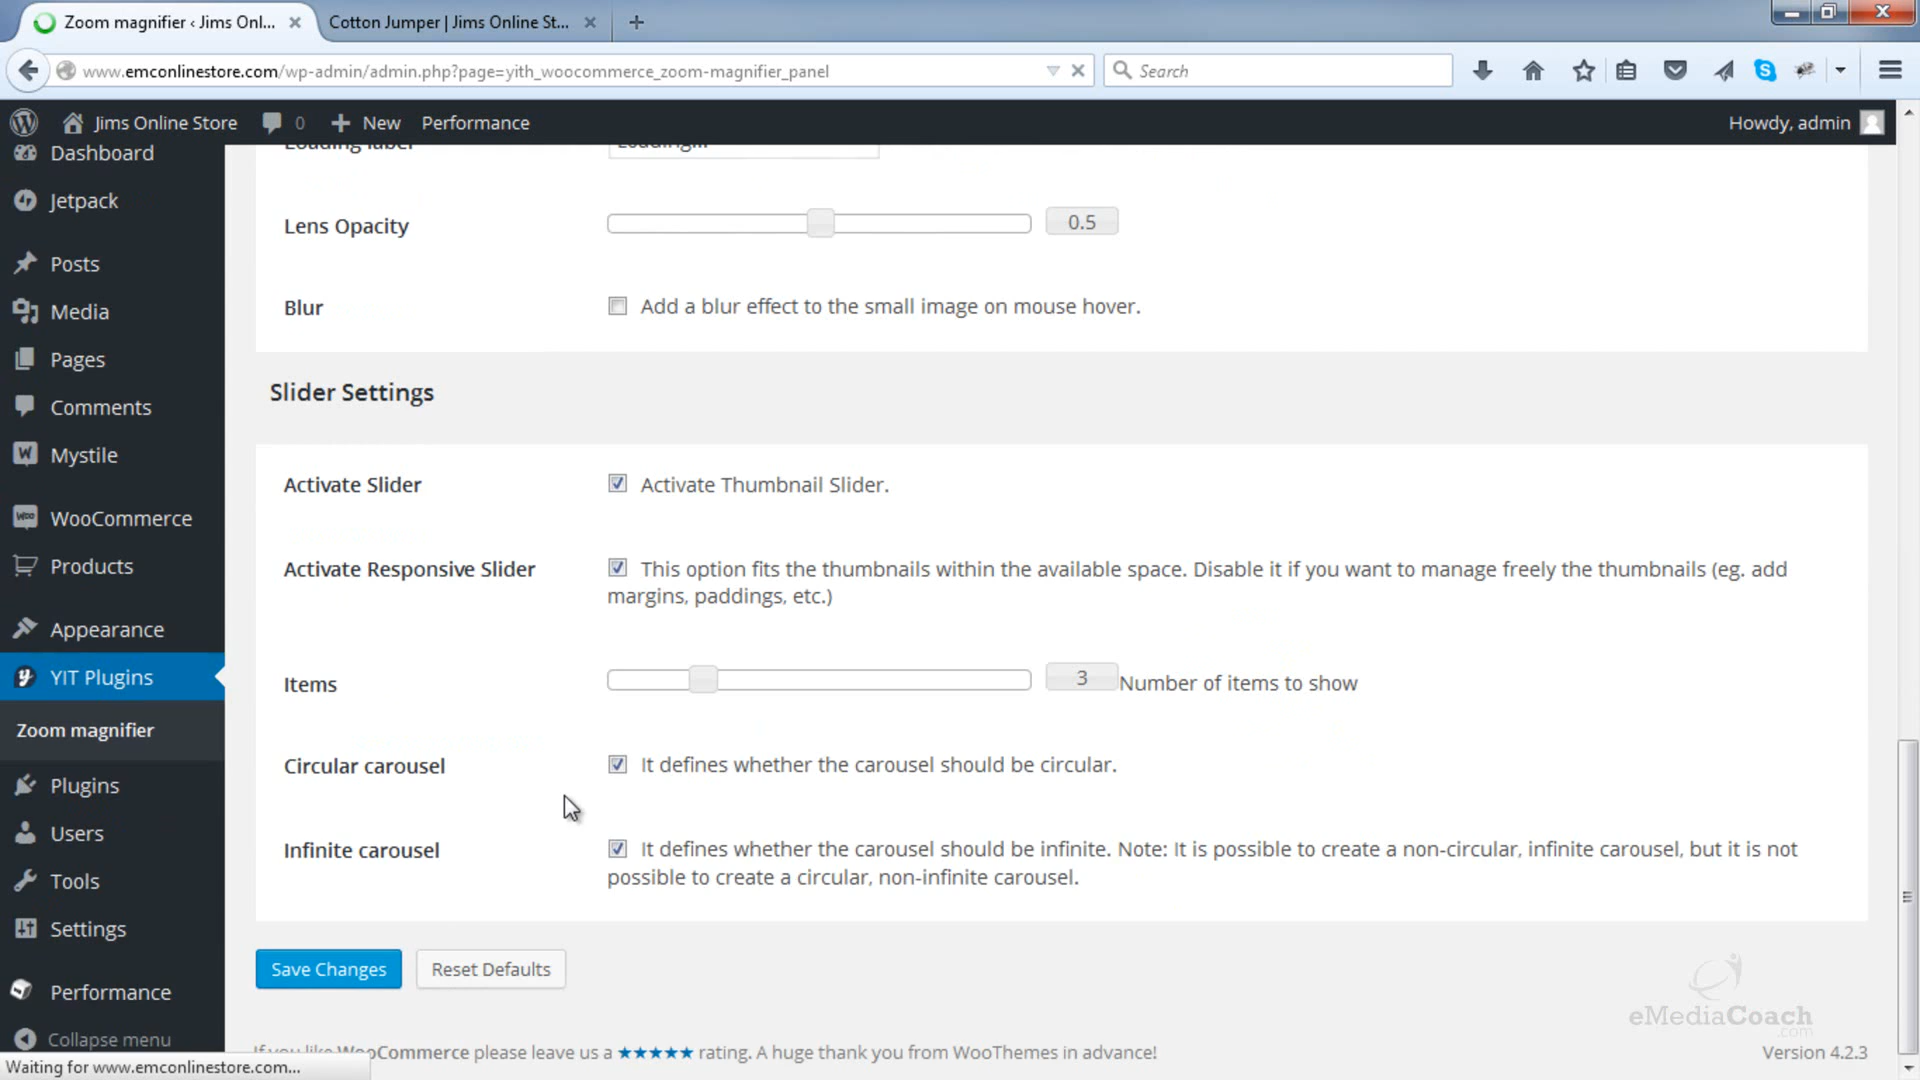 Zoom magnifier ‹ Jims Onl...
Cotton Jumper | Jims Online St...
www.emconlinestore.com/wp-admin/admin.php?page=yith_woocommerce_zoom-magnifier_panel
Search
Jims Online Store
0
New
Performance
Howdy, admin
Dashboard
Jetpack
Posts
Media
Pages
Comments
Mystile
WooCommerce
Products
Appearance
YIT Plugins
Zoom magnifier
Plugins
Users
Tools
Settings
Performance
Collapse menu
Loading label
Loading...
Lens Opacity
0.5
Blur
Add a blur effect to the small image on mouse hover.
Slider Settings
Activate Slider
Activate Thumbnail Slider.
Activate Responsive Slider
This option fits the thumbnails within the available space. Disable it if you want to manage freely the thumbnails (eg. add
margins, paddings, etc.)
Items
3
Number of items to show
Circular carousel
It defines whether the carousel should be circular.
Infinite carousel
It defines whether the carousel should be infinite. Note: It is possible to create a non-circular, infinite carousel, but it is not
possible to create a circular, non-infinite carousel.
Save Changes
Reset Defaults
eMediaCoach
.com
If you like WooCommerce please leave us a ★★★★★ rating. A huge thank you from WooThemes in advance!
Version 4.2.3
Waiting for www.emconlinestore.com...